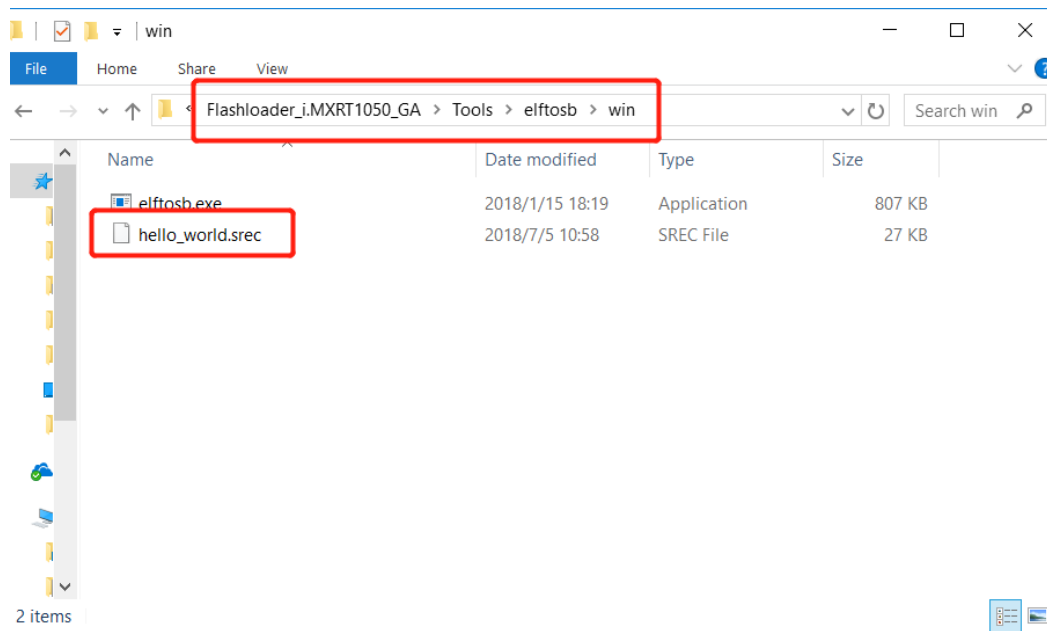 win
File Home Share View
Flashloader_i.MXRT1050_GA > Tools > elftosb > win Search win
Name Date modified Type Size
elftosb.exe 2018/1/15 18:19 Application 807 KB
hello_world.srec 2018/7/5 10:58 SREC File 27 KB
2 items